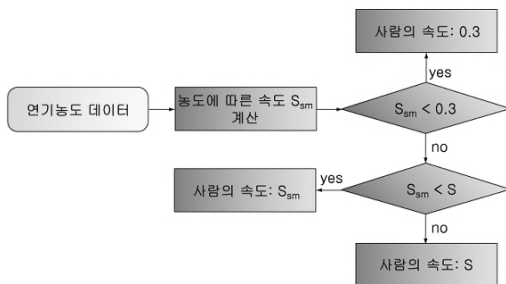 사람의 속도: 0.3
yes
연기농도 데이터
농도에 따른 속도 Ssm
계산
Ssm < 0.3
no
사람의 속도: Ssm
yes
Ssm < S
no
사람의 속도: S